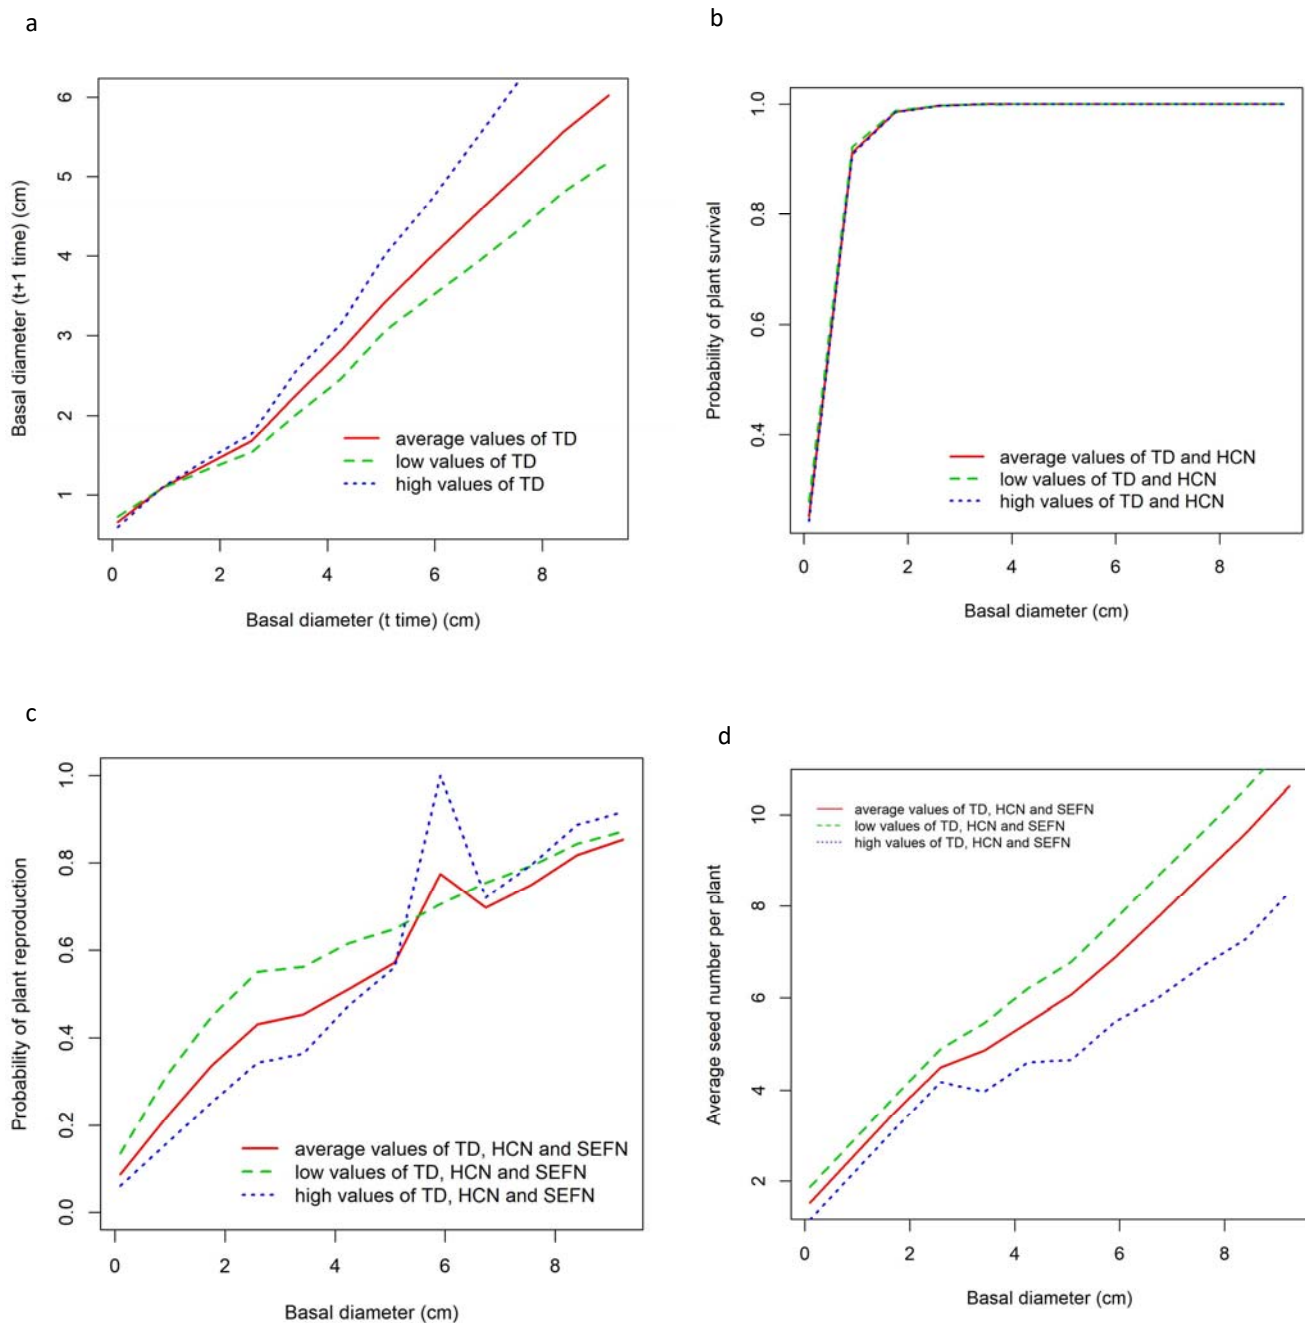 a
6
5
4
3
2
1
0
2
4
6
8
Basal diameter (t+1 time) (cm)
Basal diameter (t time) (cm)
average values of TD
low values of TD
high values of TD
b
1.0
0.8
0.6
0.4
0
2
4
6
8
Probability of plant survival
Basal diameter (cm)
average values of TD and HCN
low values of TD and HCN
high values of TD and HCN
c
1.0
0.8
0.6
0.4
0.2
0.0
0
2
4
6
8
Probability of plant reproduction
Basal diameter (cm)
average values of TD, HCN and SEFN
low values of TD, HCN and SEFN
high values of TD, HCN and SEFN
d
10
8
6
4
2
0
2
4
6
8
Average seed number per plant
Basal diameter (cm)
average values of TD, HCN and SEFN
low values of TD, HCN and SEFN
high values of TD, HCN and SEFN